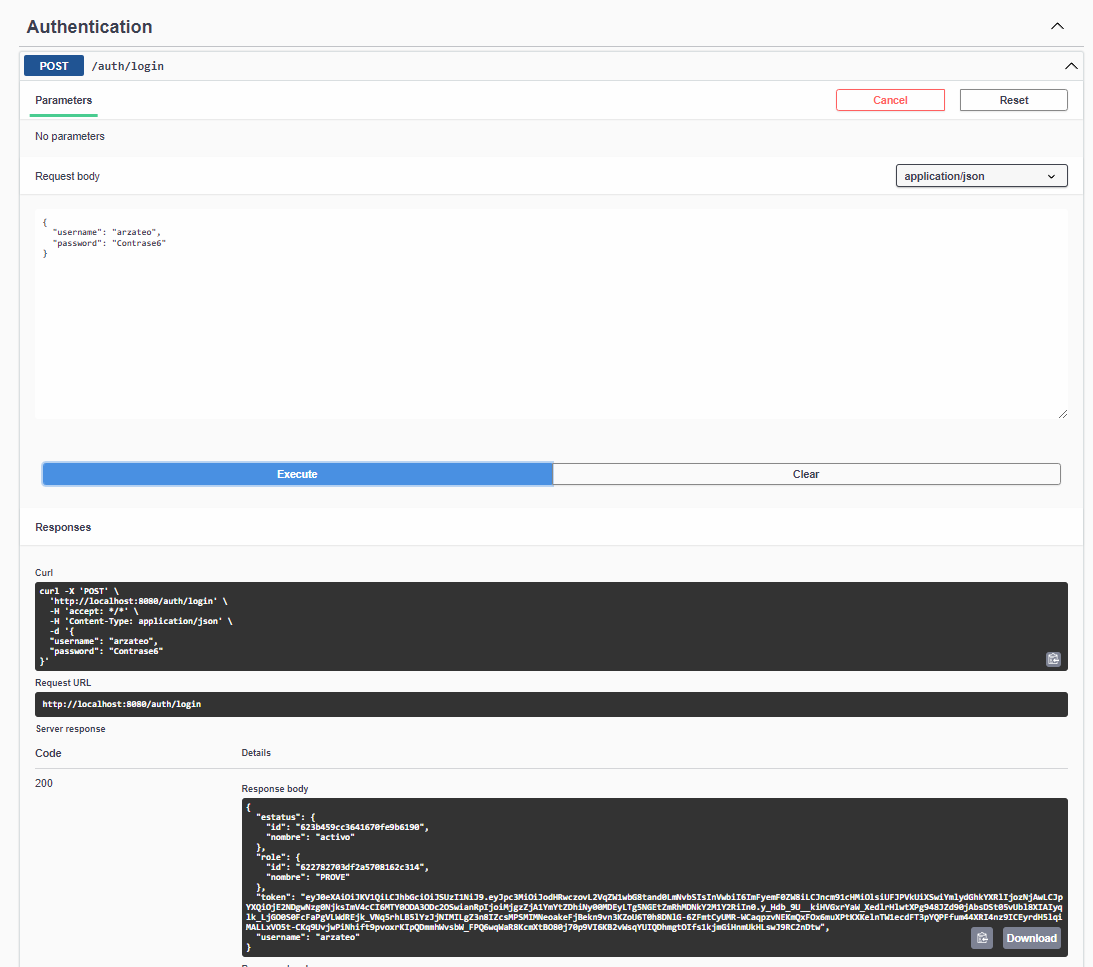 Authentication
POST /auth/login
Parameters Cancel Reset
No parameters
Request body application/json
{
"username": "arzateo",
"password": "Contrase6"
}
Execute Clear
Responses
Curl
curl -X 'POST' \
'http://localhost:8080/auth/login' \
-H 'accept: */*' \
-H 'Content-Type: application/json' \
-d '{
"username": "arzateo",
"password": "Contrase6"
}'
Request URL
http://localhost:8080/auth/login
Server response
Code Details
200
Response body
{
"estatus": {
"id": "623b459cc3641670fe9b6190",
"nombre": "activo"
},
"role": {
"id": "622782703df2a5708162c314",
"nombre": "PROVE"
},
"token":
"username": "arzateo"
}
Download